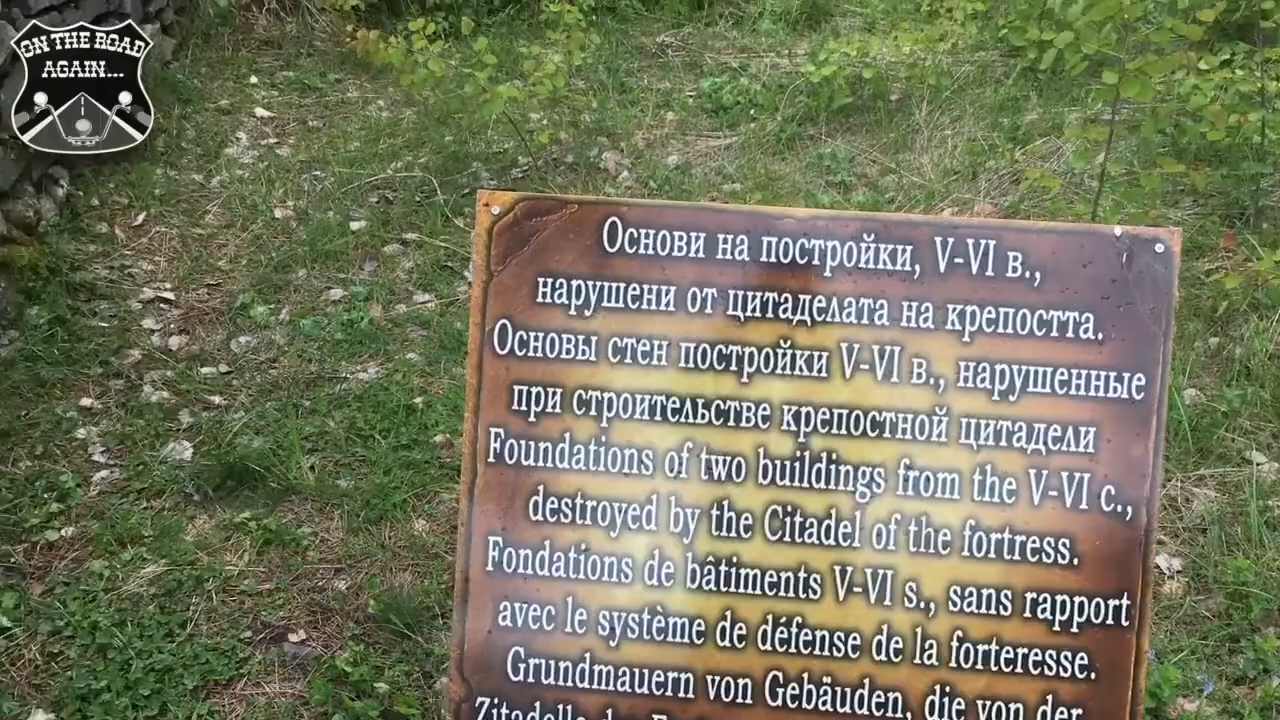 ON THE ROAD
AGAIN...
Основи на постройки, V-VI в.,
нарушени от цитаделата на крепостта.
Основы стен постройки V-VI в., нарушенные
при строительстве крепостной цитадели
Foundations of two buildings from the V-VI c.,
destroyed by the Citadel of the fortress.
Fondations de bâtiments V-VI s., sans rapport
avec le système de défense de la forteresse.
Grundmauern von Gebäuden, die von der
Zitadelle